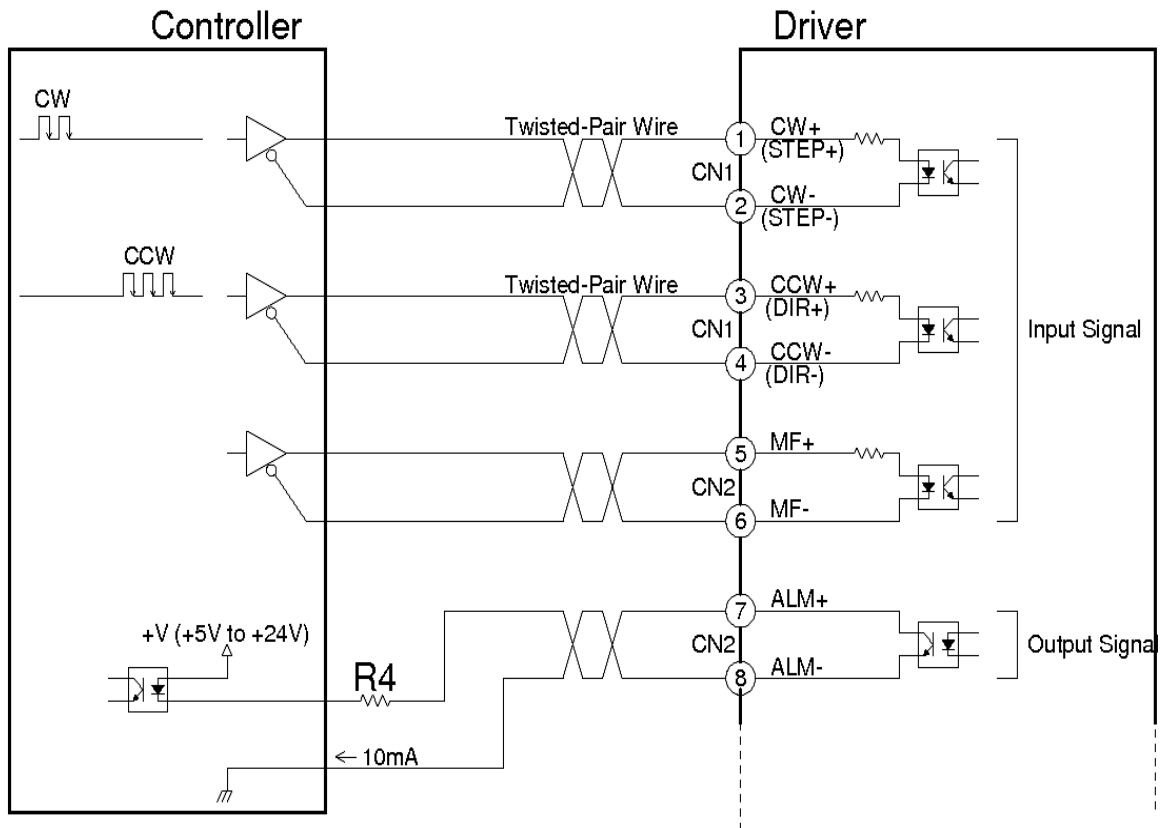 Controller
Driver
CW
Twisted-Pair Wire
1
CW+
(STEP+)
CN1
2
CW-
(STEP-)
CCW
Twisted-Pair Wire
3
CCW+
(DIR+)
CN1
4
CCW-
(DIR-)
Input Signal
5
MF+
CN2
6
MF-
7
ALM+
CN2
8
ALM-
Output Signal
+V (+5V to +24V)
R4
10mA